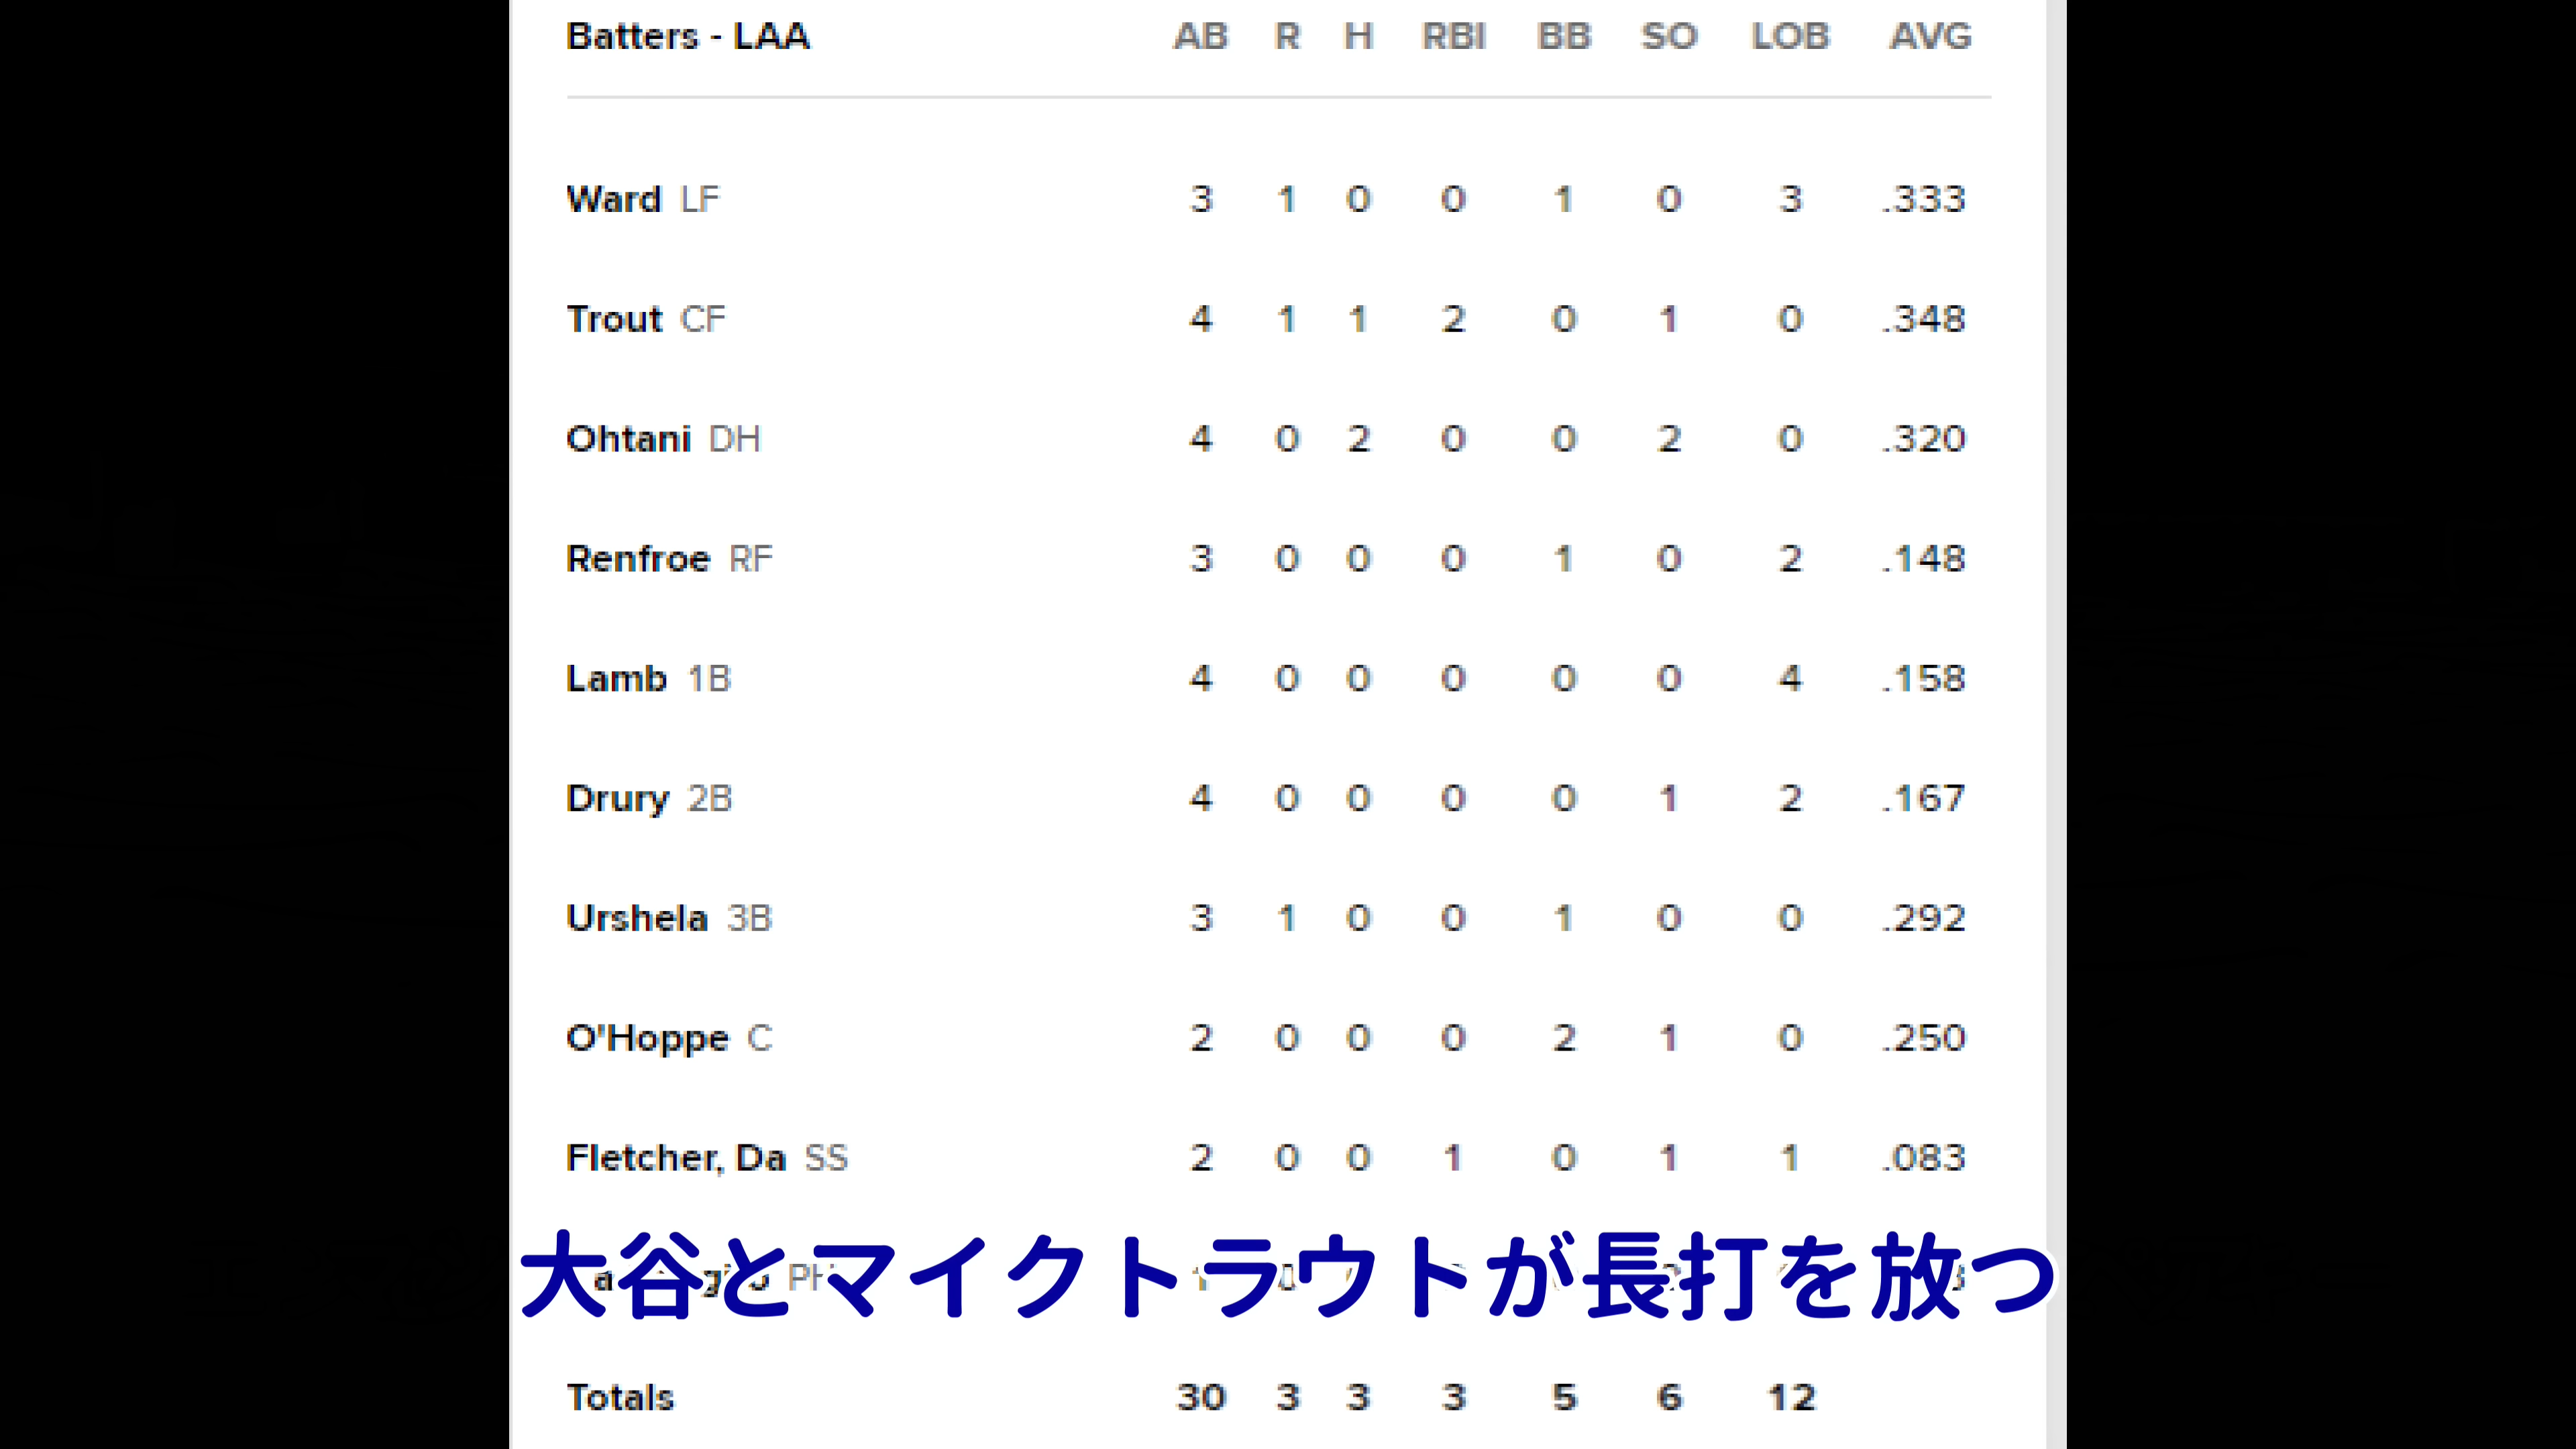 Batters - LAA AB R H RBI BB SO LOB AVG
Ward LF 3 1 0 0 1 0 3 .333
Trout CF 4 1 1 2 0 1 0 .348
Ohtani DH 4 0 2 0 0 2 0 .320
Renfroe RF 3 0 0 0 1 0 2 .148
Lamb 1B 4 0 0 0 0 0 4 .158
Drury 2B 4 0 0 0 0 1 2 .167
Urshela 3B 3 1 0 0 1 0 0 .292
O'Hoppe C 2 0 0 0 2 1 0 .250
Fletcher, Da SS 2 0 0 1 0 1 1 .083
大谷とマイクトラウトが長打を放つ
Totals 30 3 3 3 5 6 12